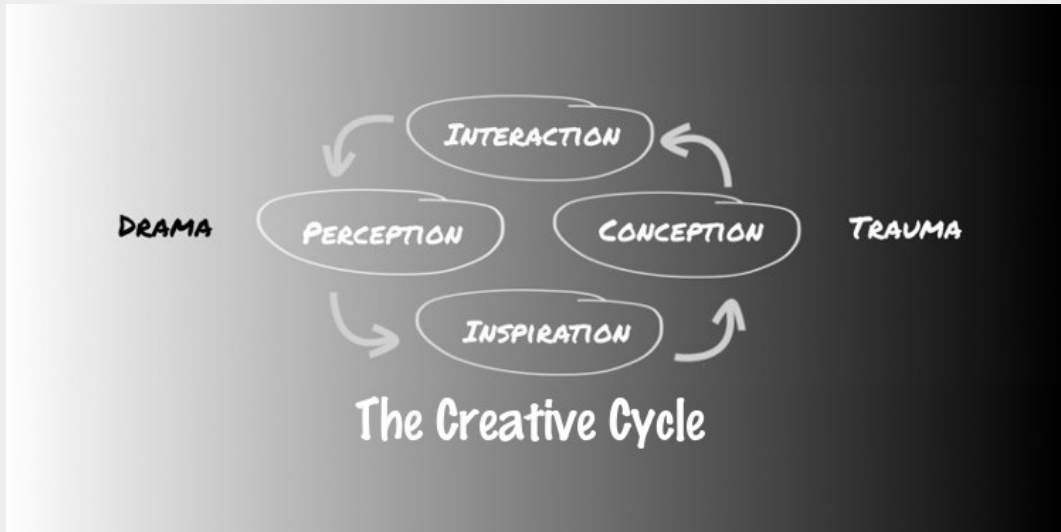 INTERACTION
DRAMA
PERCEPTION
CONCEPTION
TRAUMA
INSPIRATION
The Creative Cycle